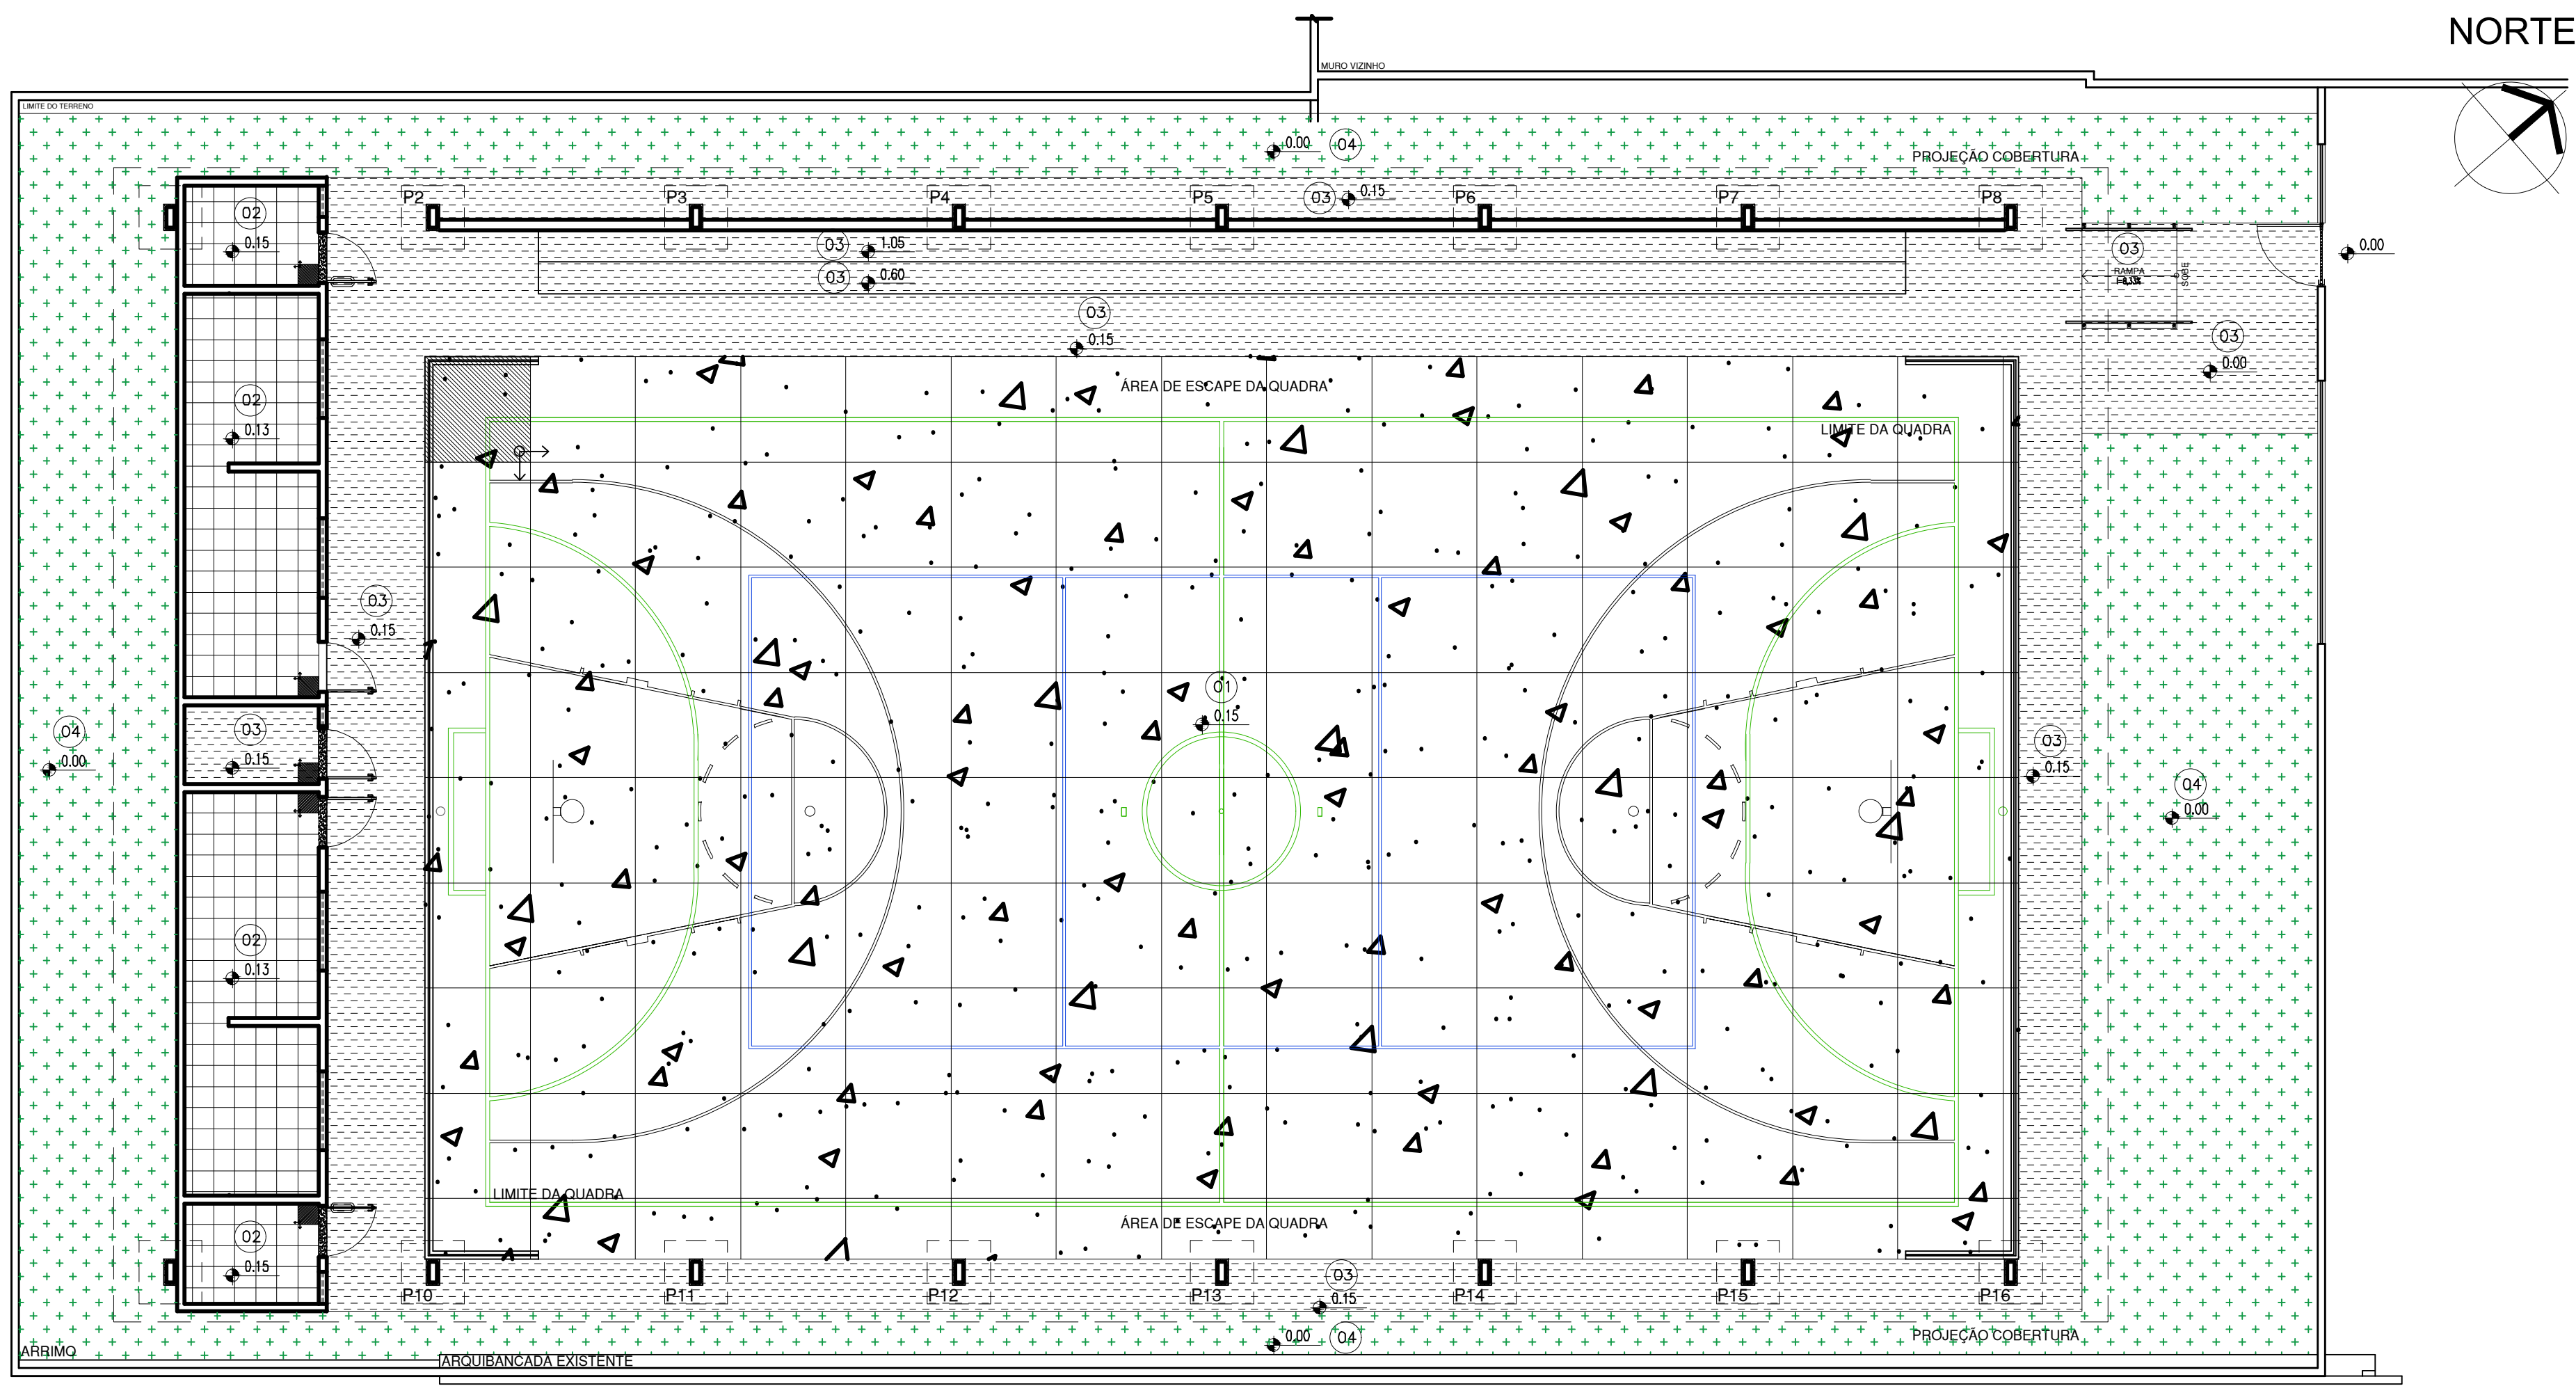 NORTE
MURO VIZINHO
LIMITE DO TERRENO
0.00
04
PROJEÇÃO COBERTURA
P2
P3
P4
P5
03
0.15
P6
P7
P8
02
0.15
03
1.05
03
0.60
03
RAMPA
SOBE
0.00
03
0.15
03
0.00
ÁREA DE ESCAPE DA QUADRA
LIMITE DA QUADRA
02
0.13
03
0.15
01
0.15
04
0.00
03
0.15
03
0.15
04
0.00
02
0.13
LIMITE DA QUADRA
ÁREA DE ESCAPE DA QUADRA
02
0.15
P10
P11
P12
P13
03
0.15
P14
P15
P16
0.00
04
PROJEÇÃO COBERTURA
ARRIMO
ARQUIBANCADA EXISTENTE